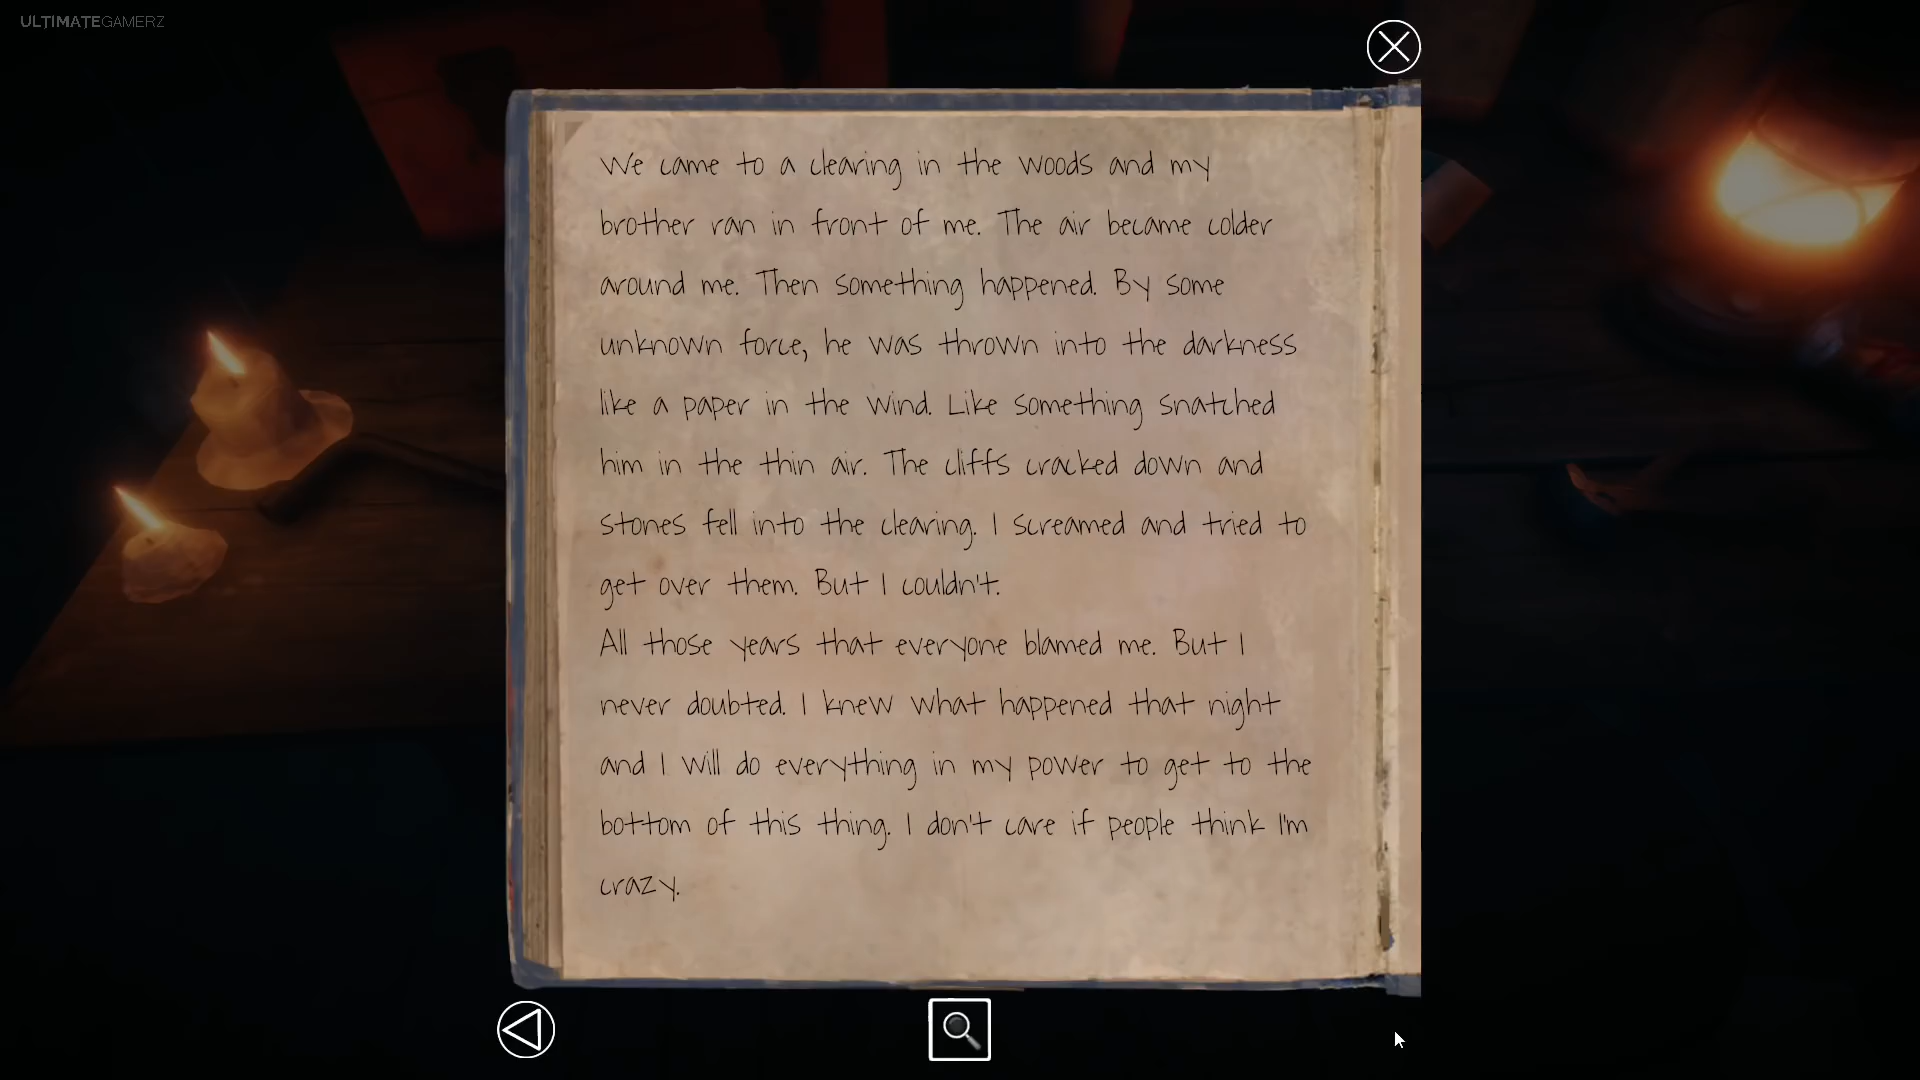 ULTIMATEGAMERZ
We came to a clearing in the woods and my
brother ran in front of me. The air became colder
around me. Then something happened. By some
unknown force, he was thrown into the darkness
like a paper in the wind. Like something snatched
him in the thin air. The cliffs cracked down and
stones fell into the clearing. I screamed and tried to
get over them. But I couldn't.
All those years that everyone blamed me. But I
never doubted. I knew what happened that night
and I will do everything in my power to get to the
bottom of this thing. I don't care if people think I'm
crazy.